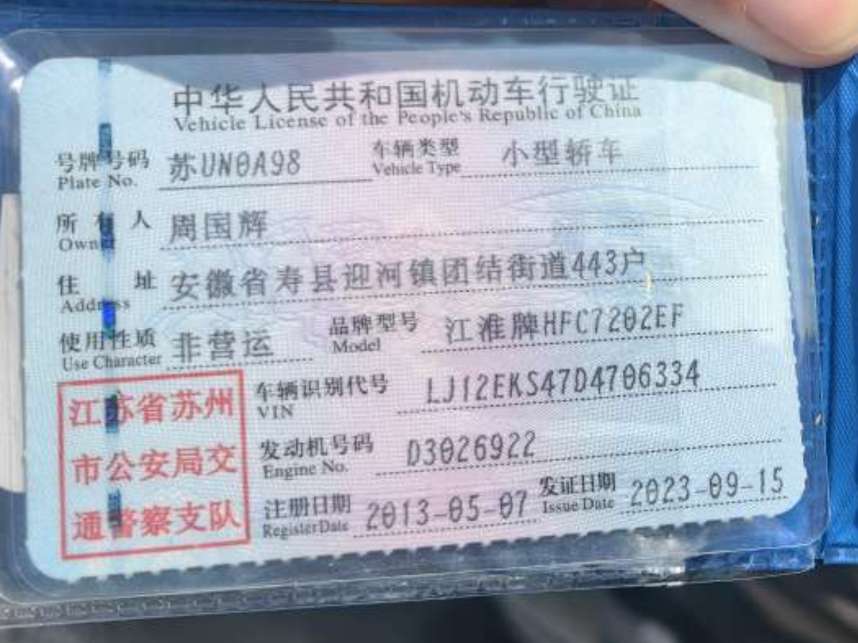 中华人民共和国机动车行驶证
Vehicle License of the People's Republic of China
号牌号码 苏UN0A98 车辆类型 小型轿车
Plate No. Vehicle Type
所有人 周国辉
Owner
住址 安徽省寿县迎河镇团结街道443户
Address
使用性质 非营运 品牌型号 江淮牌HFC7202EF
Use Character Model
江苏省苏州
市公安局交
通警察支队
车辆识别代号 LJ12EKS47D4706334
VIN
发动机号码 D3026922
Engine No.
注册日期 2013-05-07 发证日期 2023-09-15
Register Date Issue Date